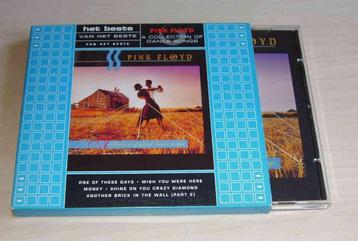 het beste
VAN HET BESTE
VAN HET BESTE
PINK FLOYD
A COLLECTION OF
DANCE SONGS
PINK FLOYD
ONE OF THESE DAYS • WISH YOU WERE HERE
MONEY • SHINE ON YOU CRAZY DIAMOND
ANOTHER BRICK IN THE WALL (PART 2)
FLOYD